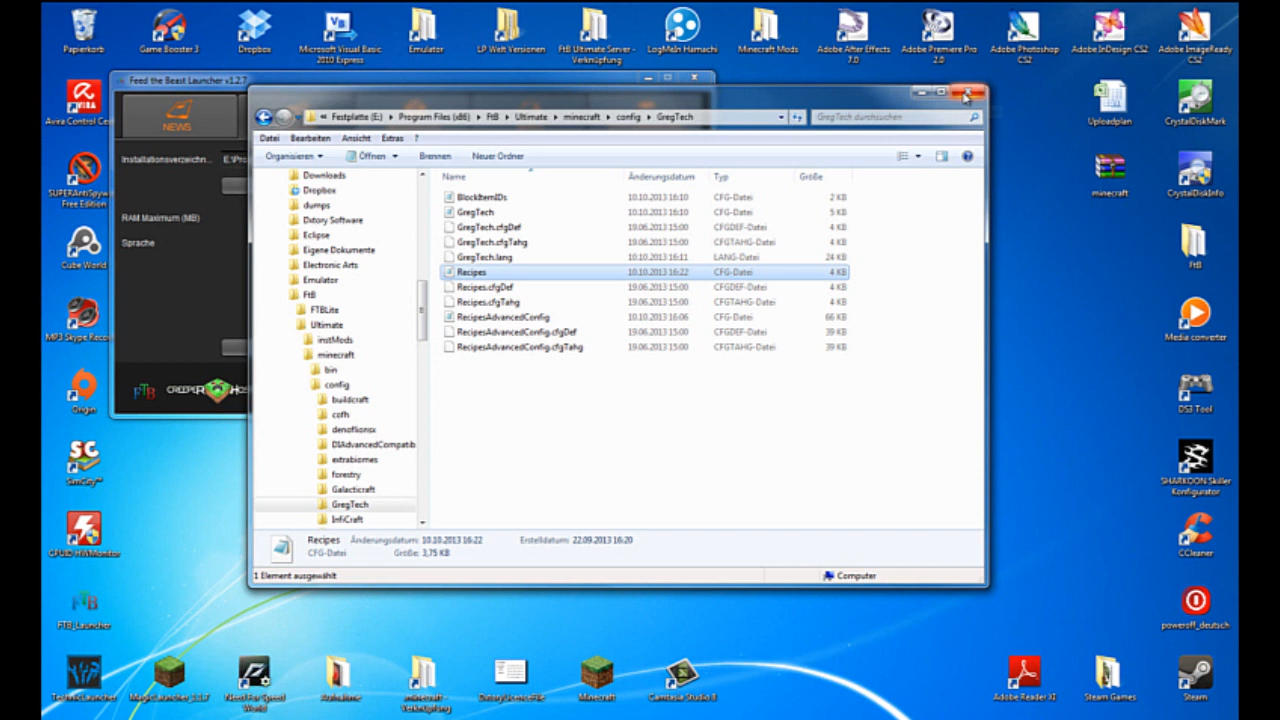 Papierkorb
Game Booster 3
Dropbox
Microsoft Visual Basic 2010 Express
Emulator
LP Welt Versionen
FtB Ultimate Server - Verknüpfung
LogMeIn Hamachi
Minecraft Mods
Adobe After Effects 7.0
Adobe Premiere Pro 2.0
Adobe Photoshop CS2
Adobe InDesign CS2
Adobe ImageReady CS2
Feed the Beast Launcher v1.2.7
NEWS
Installationsverzeichn...
E:\Pro
RAM Maximum (MB)
Sprache
FTB
CREEPER HOS
« Festplatte (E:) ▸ Program Files (x86) ▸ FtB ▸ Ultimate ▸ minecraft ▸ config ▸ GregTech
GregTech durchsuchen
Datei Bearbeiten Ansicht Extras ?
Organisieren Öffnen Brennen Neuer Ordner
Downloads
Dropbox
dumps
Dxtory Software
Eclipse
Eigene Dokumente
Electronic Arts
Emulator
FtB
FTBLite
Ultimate
instMods
minecraft
bin
config
buildcraft
cofh
denoflionsx
DIAdvancedCompatib
extrabiomes
forestry
Galacticraft
GregTech
InfiCraft
Name Änderungsdatum Typ Größe
BlockItemIDs 10.10.2013 16:10 CFG-Datei 2 KB
GregTech 10.10.2013 16:10 CFG-Datei 5 KB
GregTech.cfgDef 19.06.2013 15:00 CFGDEF-Datei 4 KB
GregTech.cfgTahg 19.06.2013 15:00 CFGTAHG-Datei 4 KB
GregTech.lang 10.10.2013 16:11 LANG-Datei 24 KB
Recipes 10.10.2013 16:22 CFG-Datei 4 KB
Recipes.cfgDef 19.06.2013 15:00 CFGDEF-Datei 4 KB
Recipes.cfgTahg 19.06.2013 15:00 CFGTAHG-Datei 4 KB
RecipesAdvancedConfig 10.10.2013 16:06 CFG-Datei 66 KB
RecipesAdvancedConfig.cfgDef 19.06.2013 15:00 CFGDEF-Datei 39 KB
RecipesAdvancedConfig.cfgTahg 19.06.2013 15:00 CFGTAHG-Datei 39 KB
Recipes Änderungsdatum: 10.10.2013 16:22 Erstelldatum: 22.09.2013 16:20
CFG-Datei Größe: 3,75 KB
1 Element ausgewählt
Computer
Avira Control Cen
SUPERAntiSpyw Free Edition
Cube World
MP3 Skype Reco
Origin
SC
SimCity™
CPUID HWMonitor
FTB
FTB_Launcher
Uploadplan
CrystalDiskMark
minecraft
CrystalDiskInfo
FtB
Media converter
DS3 Tool
SHARKOON Skiller Konfigurator
CCleaner
poweroff_deutsch
TechnicLauncher
MagicLauncher 1.1.7
Need For Speed World
Aufnahme
.minecraft - Verknüpfung
DxtoryLicenceFile
Minecraft
Camtasia Studio 8
Adobe Reader XI
Steam Games
Steam